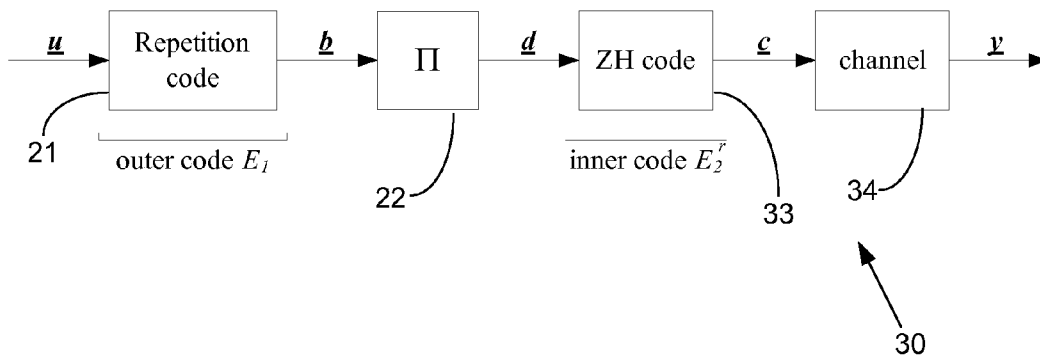 u
Repetition
code
b
Π
d
ZH code
c
channel
y
outer code E₁
inner code E₂ʳ
21
22
33
34
30